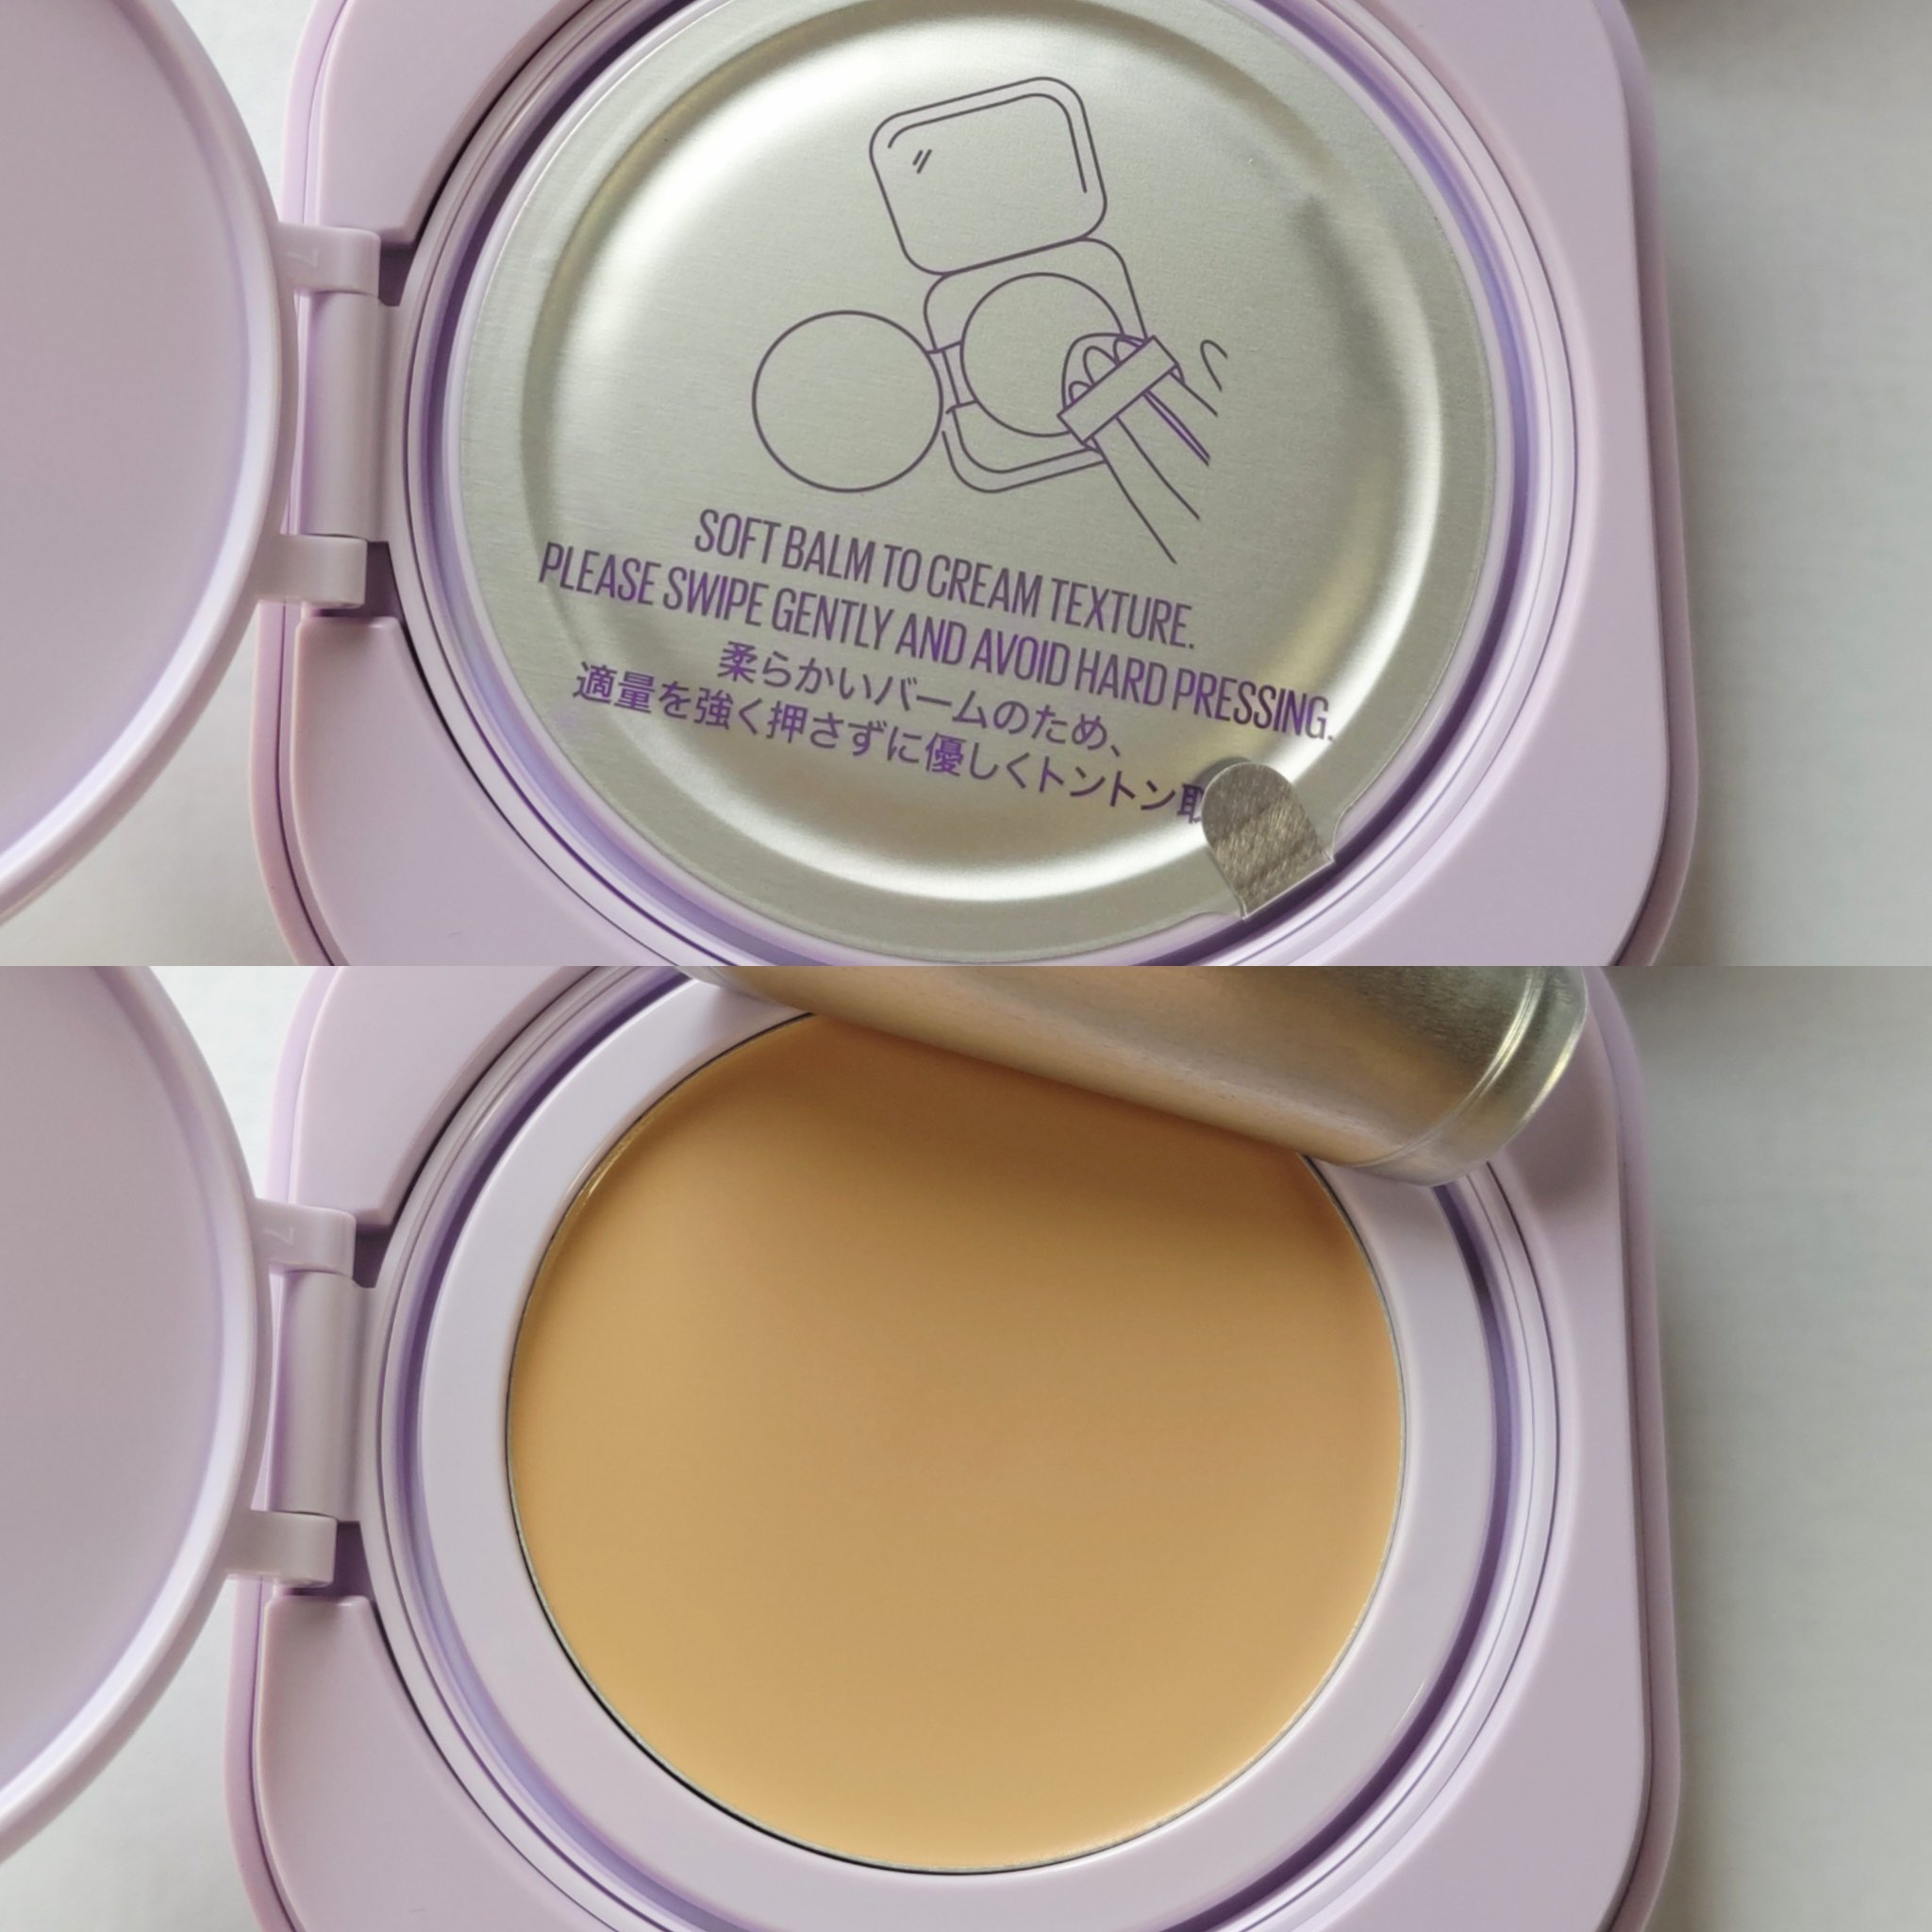 SOFT BALM TO CREAM TEXTURE.
PLEASE SWIPE GENTLY AND AVOID HARD PRESSING.
柔らかいバームのため、
適量を強く押さずに優しくトントン取